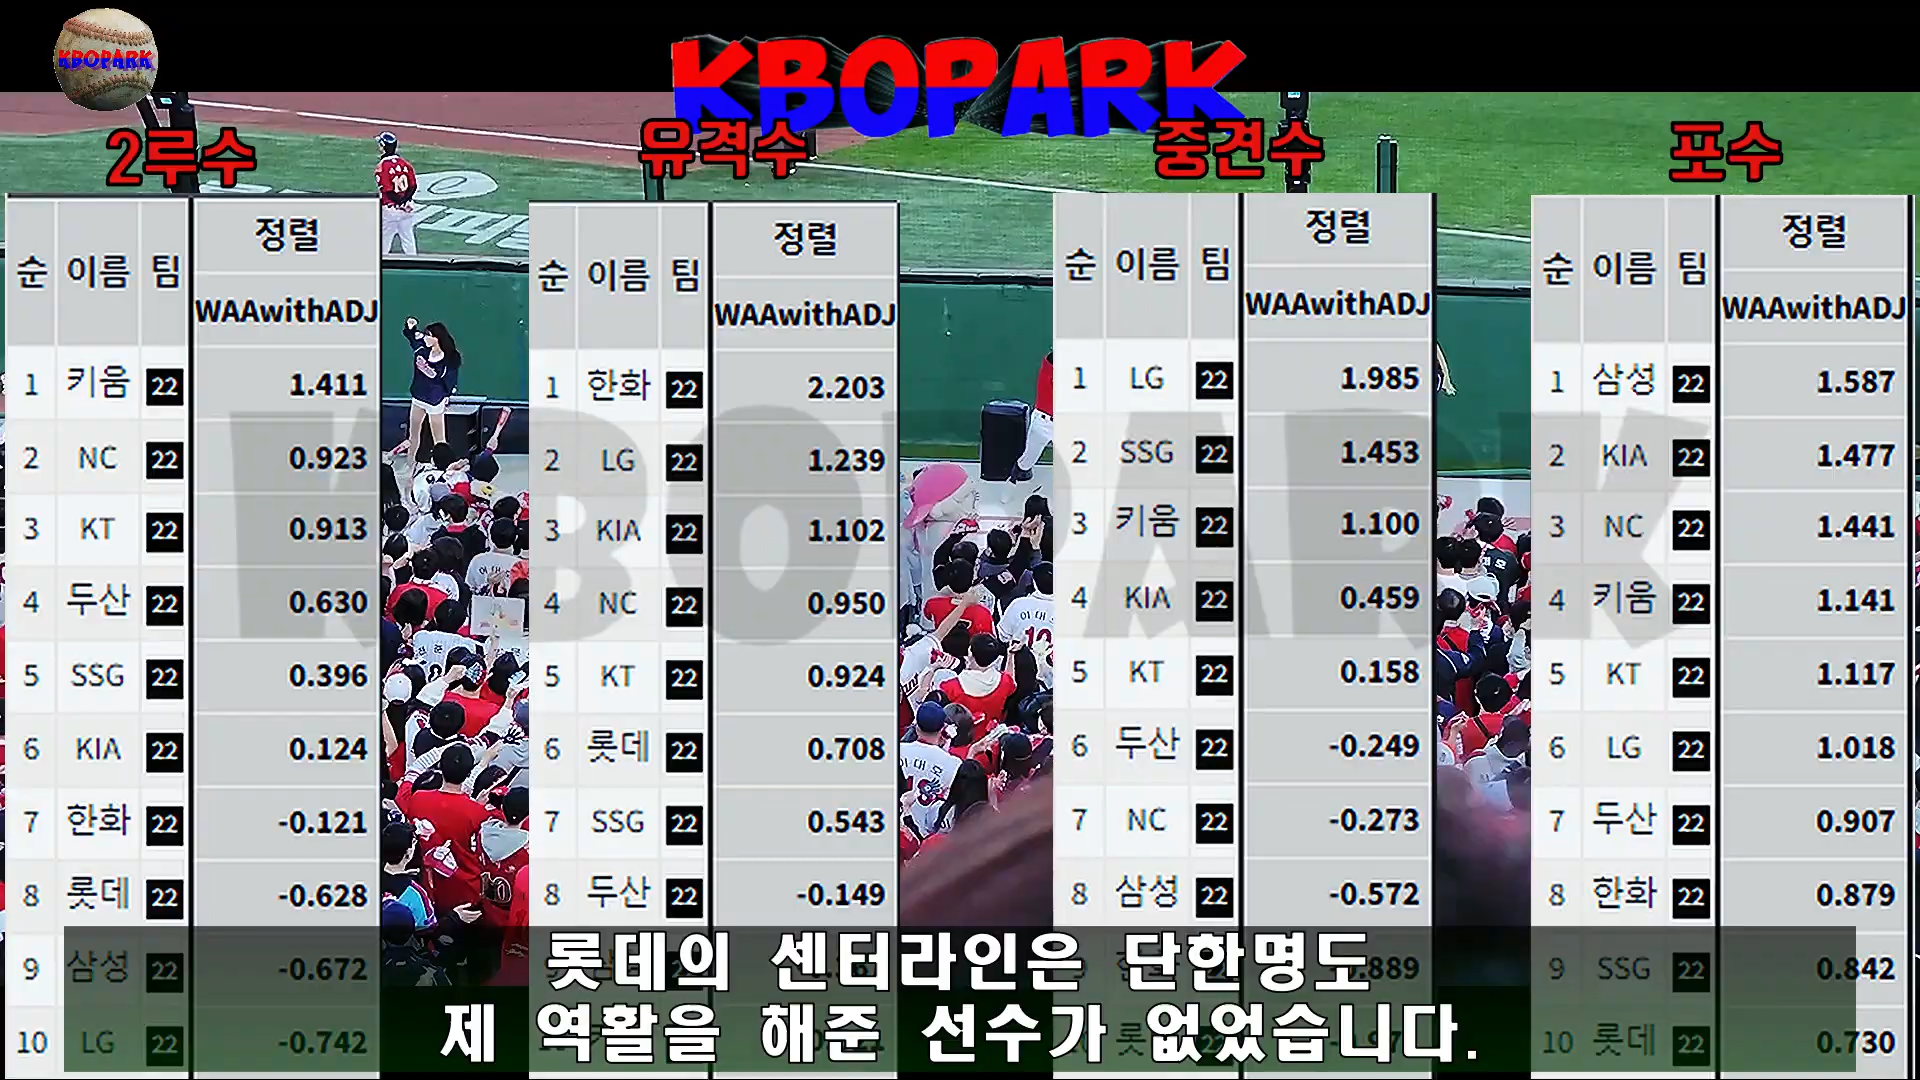 KBOPARK
KBOPARK
2루수
유격수
중견수
포수
순 이름 팀 정렬
WAAwithADJ
1 키움 22 1.411
2 NC 22 0.923
3 KT 22 0.913
4 두산 22 0.630
5 SSG 22 0.396
6 KIA 22 0.124
7 한화 22 -0.121
8 롯데 22 -0.628
9 삼성 22 -0.672
10 LG 22 -0.742
순 이름 팀 정렬
WAAwithADJ
1 한화 22 2.203
2 LG 22 1.239
3 KIA 22 1.102
4 NC 22 0.950
5 KT 22 0.924
6 롯데 22 0.708
7 SSG 22 0.543
8 두산 22 -0.149
순 이름 팀 정렬
WAAwithADJ
1 LG 22 1.985
2 SSG 22 1.453
3 키움 22 1.100
4 KIA 22 0.459
5 KT 22 0.158
6 두산 22 -0.249
7 NC 22 -0.273
8 삼성 22 -0.572
순 이름 팀 정렬
WAAwithADJ
1 삼성 22 1.587
2 KIA 22 1.477
3 NC 22 1.441
4 키움 22 1.141
5 KT 22 1.117
6 LG 22 1.018
7 두산 22 0.907
8 한화 22 0.879
9 SSG 22 0.842
10 롯데 22 0.730
KBOPARK
롯데의 센터라인은 단한명도
제 역활을 해준 선수가 없었습니다.